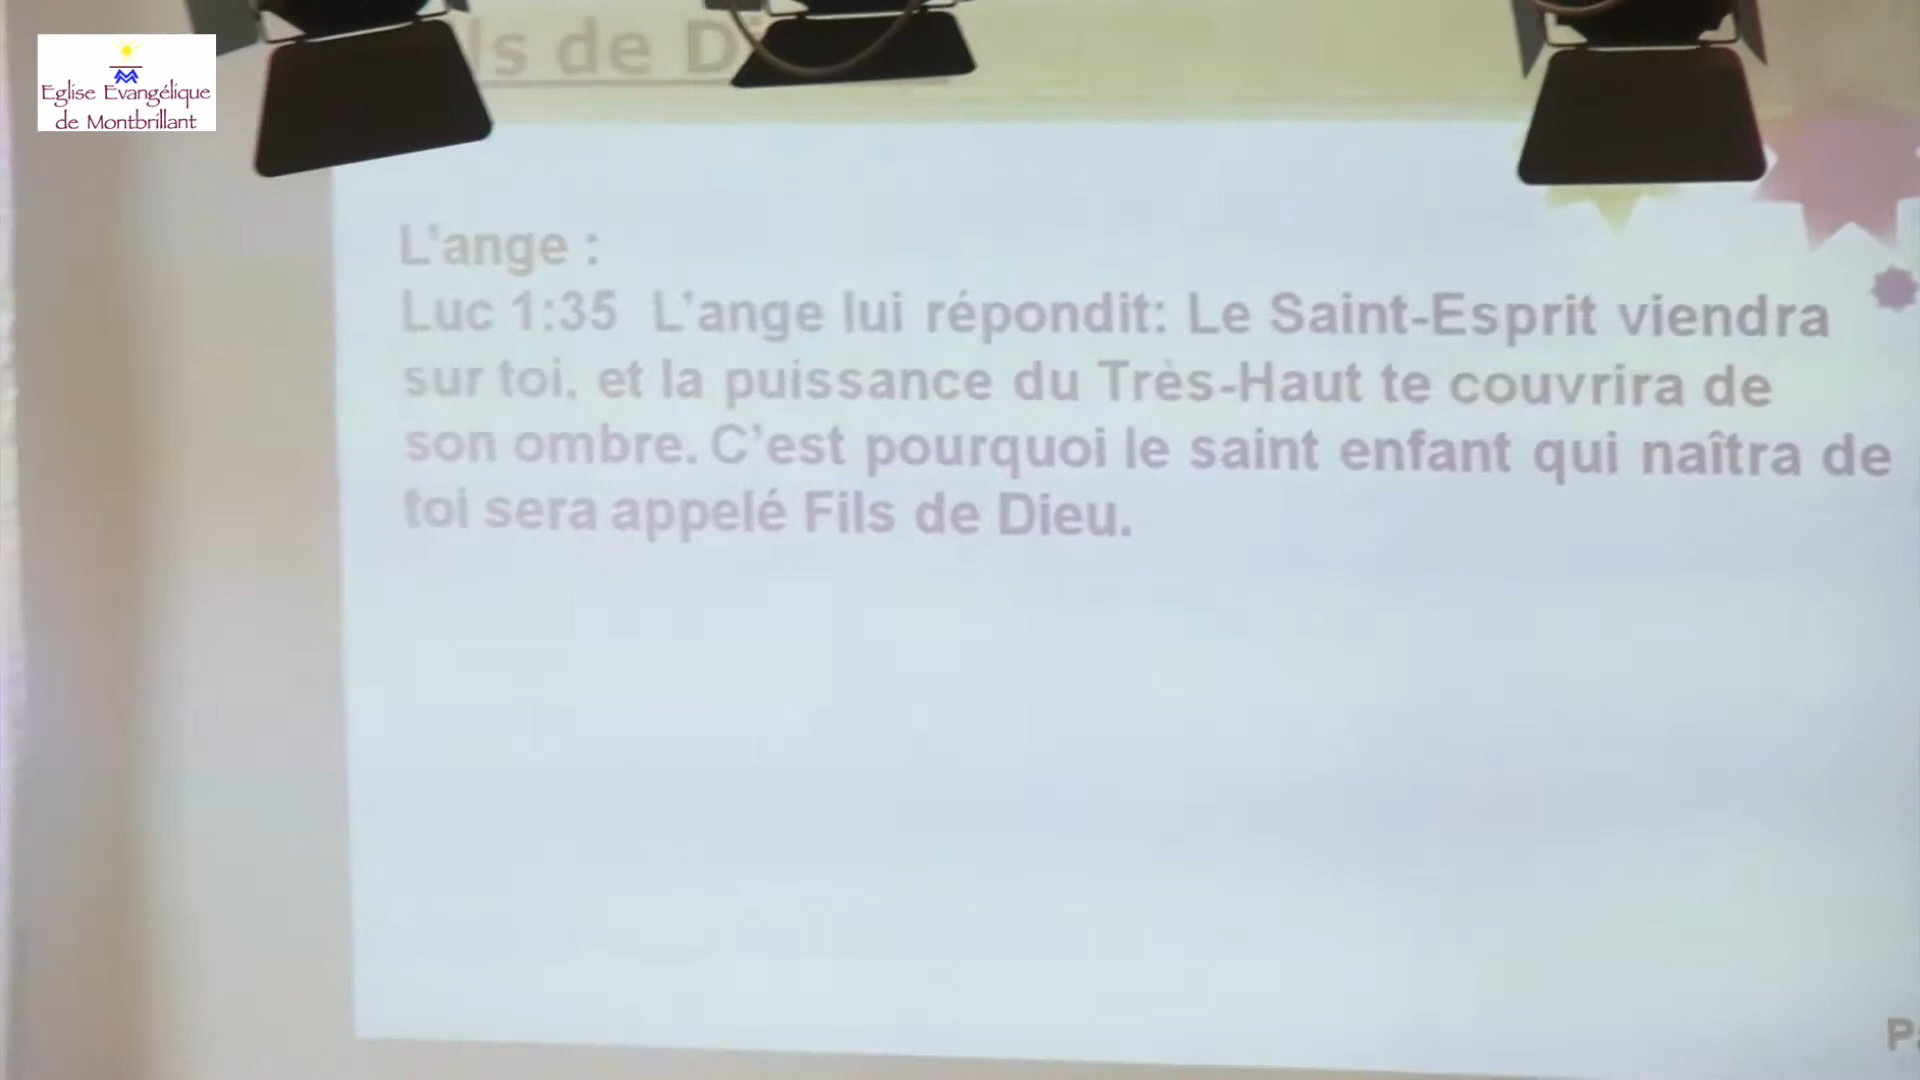 Eglise Evangélique
de Montbrillant
de
L'ange :
Luc 1:35 L'ange lui répondit: Le Saint-Esprit viendra
sur toi, et la puissance du Très-Haut te couvrira de
son ombre. C'est pourquoi le saint enfant qui naîtra de
toi sera appelé Fils de Dieu.